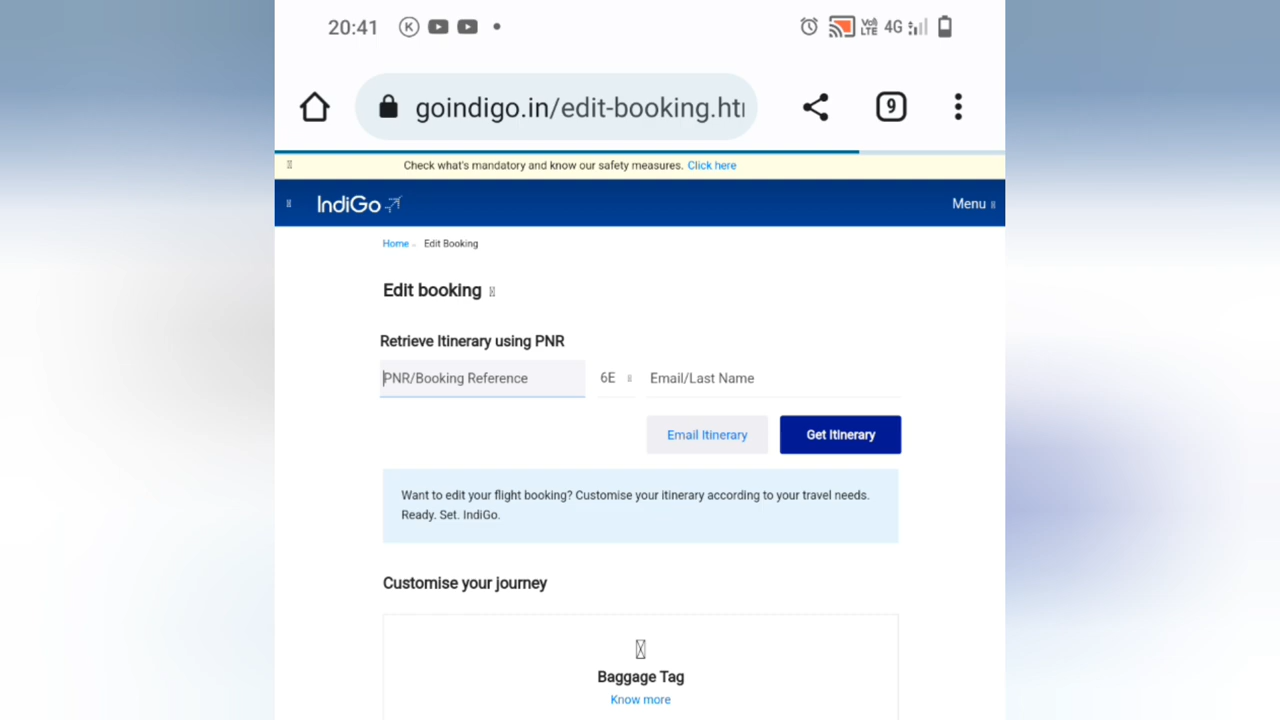 20:41
K
Vo)
LTE
4G
goindigo.in/edit-booking.htr
9
Check what's mandatory and know our safety measures. Click here
IndiGo
Menu
Home
Edit Booking
Edit booking
Retrieve Itinerary using PNR
PNR/Booking Reference
6E
Email/Last Name
Email Itinerary
Get Itinerary
Want to edit your flight booking? Customise your itinerary according to your travel needs.
Ready. Set. IndiGo.
Customise your journey
Baggage Tag
Know more